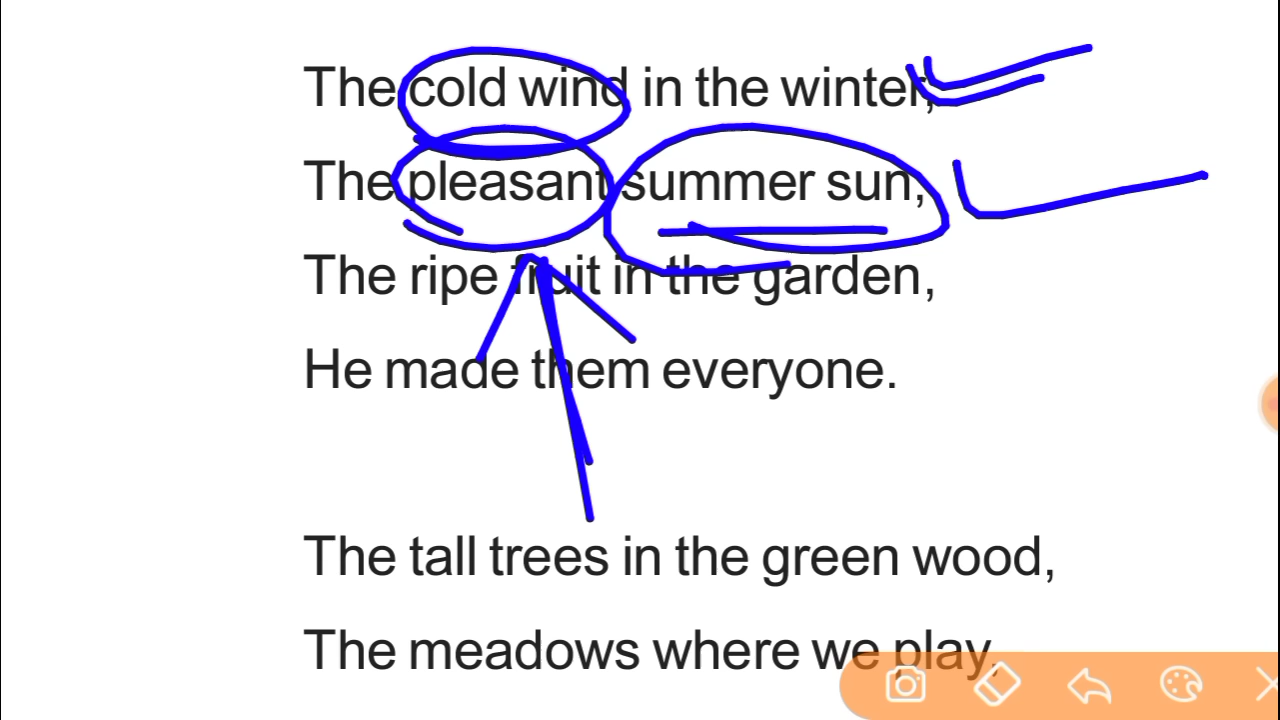 The cold wind in the winter,
The pleasant summer sun,
The ripe fruit in the garden,
He made them everyone.
The tall trees in the green wood,
The meadows where we play,